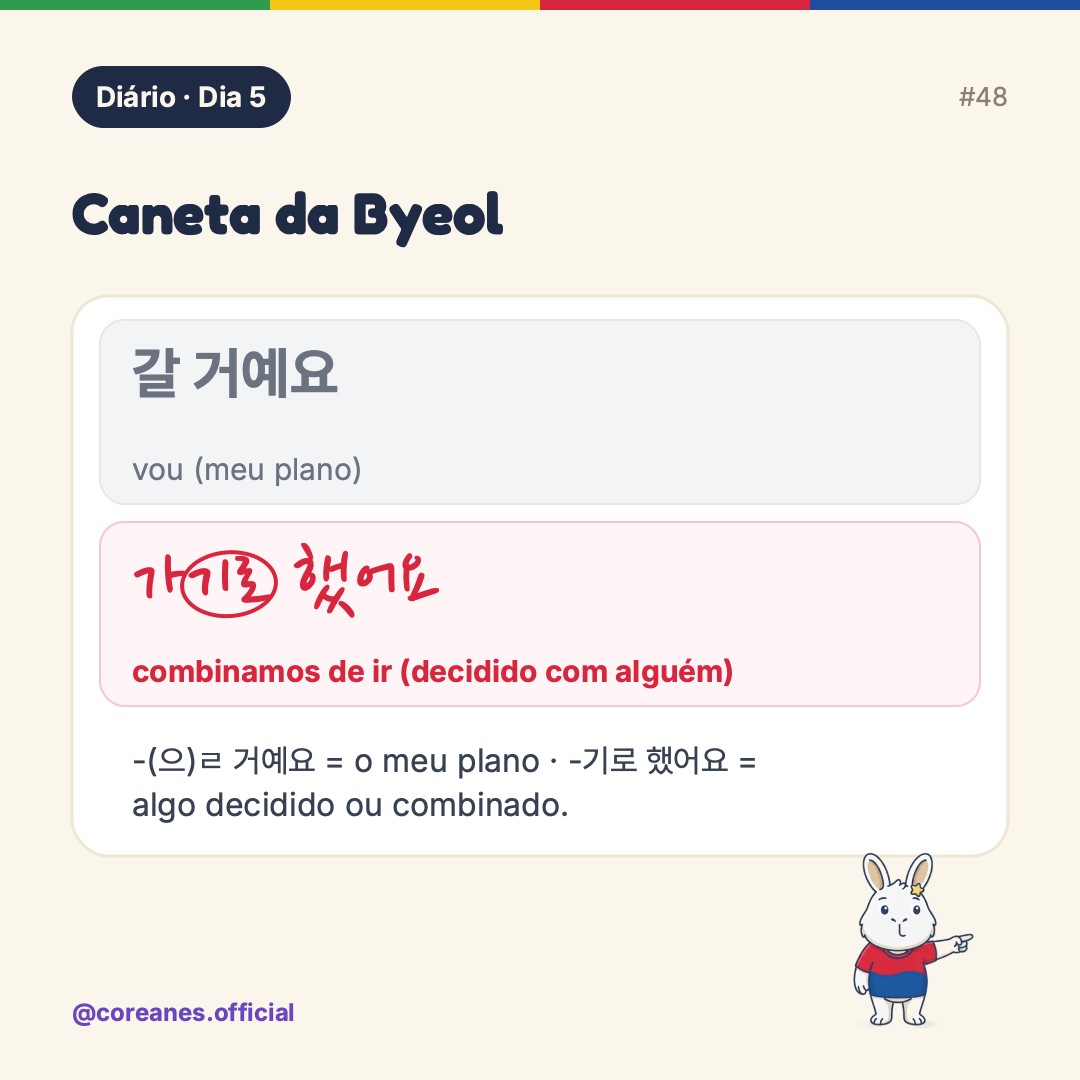 Diário · Dia 5
#48
Caneta da Byeol
갈 거예요
vou (meu plano)
가기로 했어요
combinamos de ir (decidido com alguém)
-(으)ㄹ 거예요 = o meu plano · -기로 했어요 =
algo decidido ou combinado.
@coreanes.official